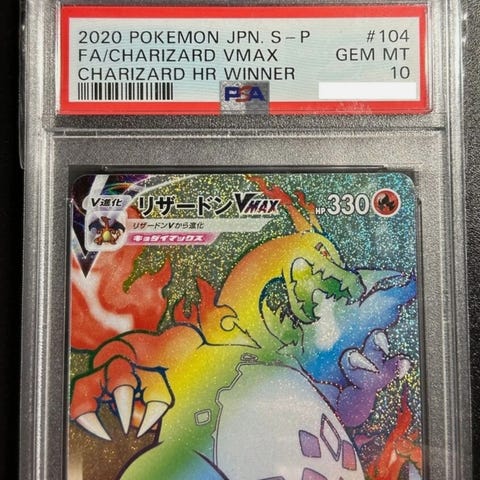 2020 POKEMON JPN. S-P #104
FA/CHARIZARD VMAX GEM MT
CHARIZARD HR WINNER 10
PSA
V進化 リザードンVMAX HP330
リザードンVから進化
キョダイマックス